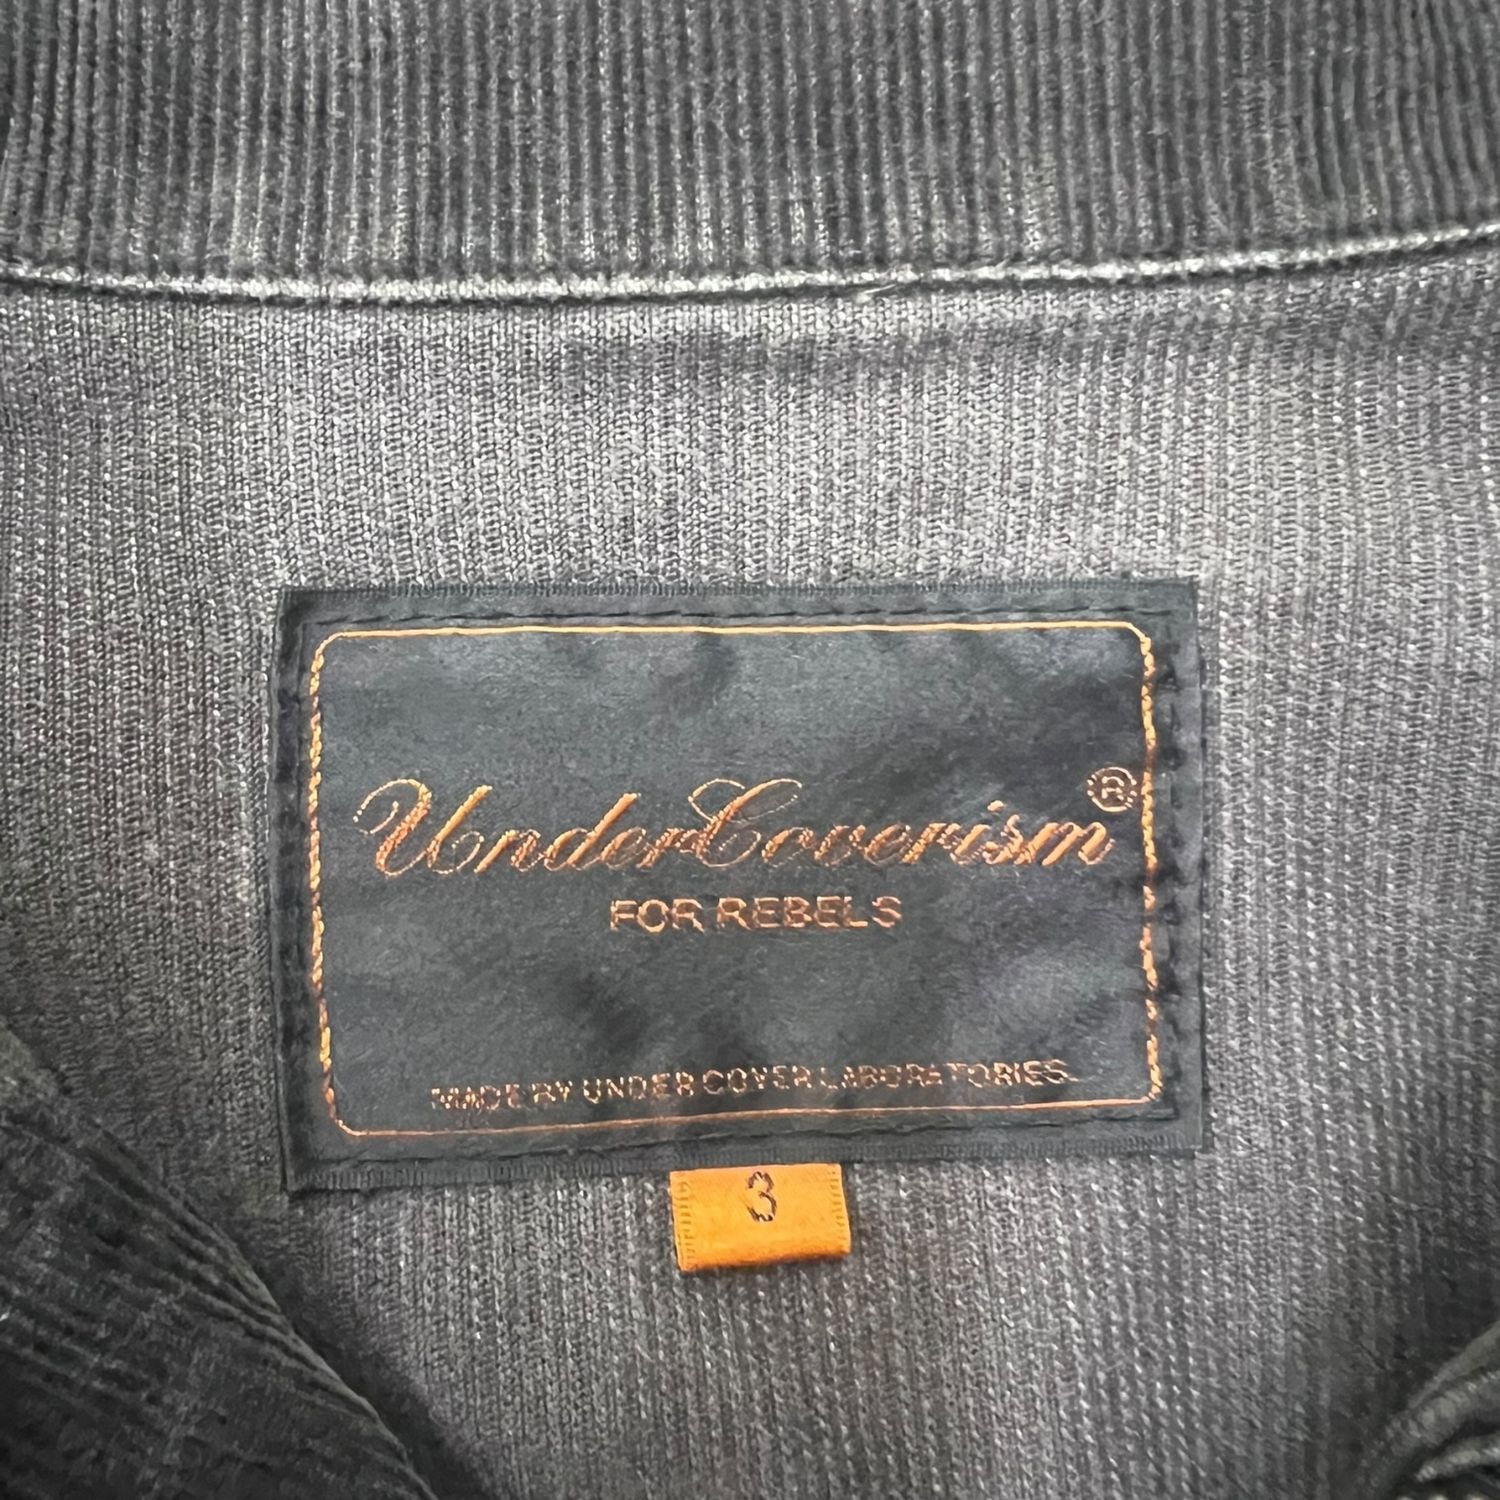 UnderCoverism®
FOR REBELS
MADE BY UNDER COVER LABORATORIES.
3